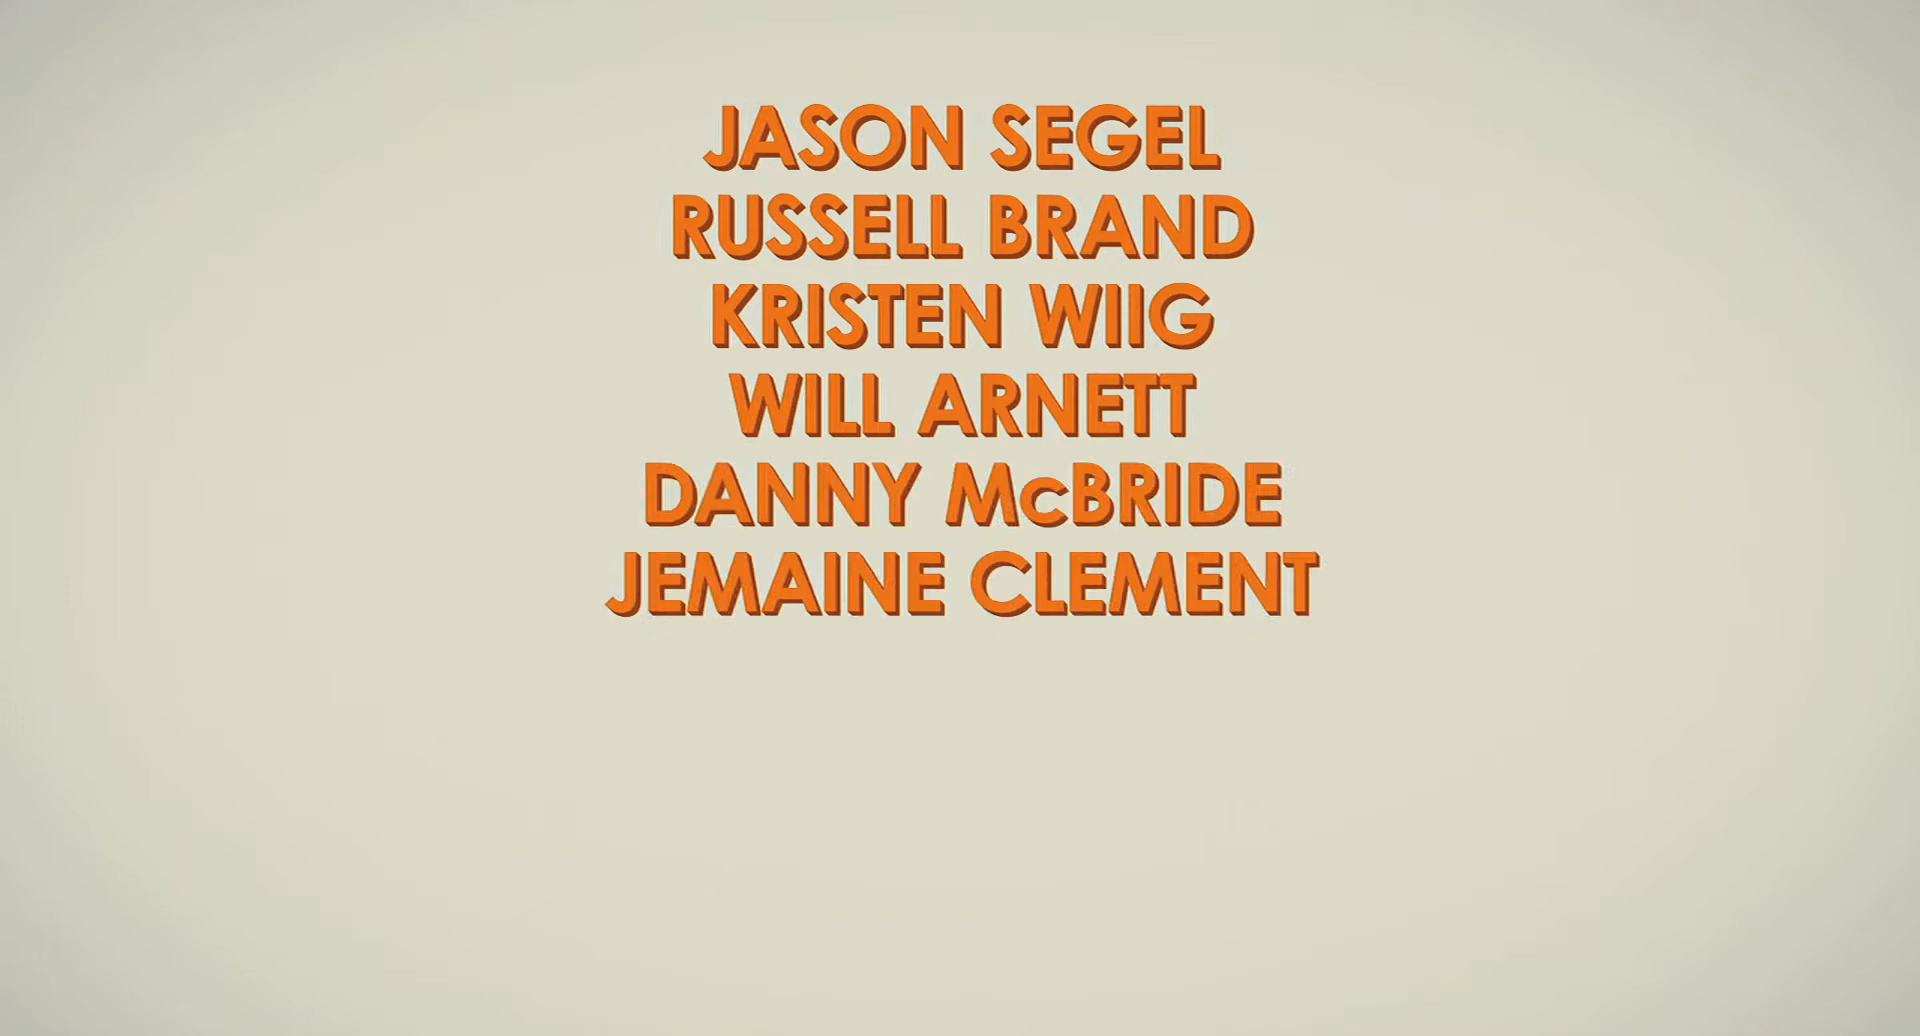 JASON SEGEL
RUSSELL BRAND
KRISTEN WIIG
WILL ARNETT
DANNY McBRIDE
JEMAINE CLEMENT